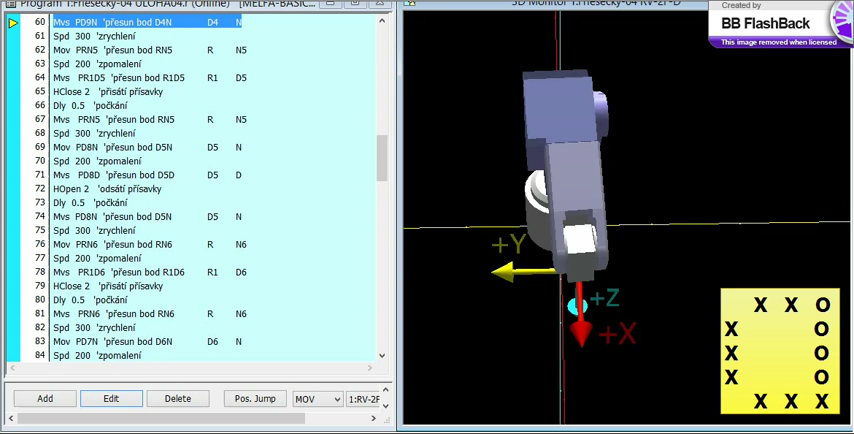 Program 1:Friesecky-04 ULOHA04.r (Online) [MELFA-BASIC
60 Mvs PD9N 'přesun bod D4N D4 N
61 Spd 300 'zrychlení
62 Mov PRN5 'přesun bod RN5 R N5
63 Spd 200 'zpomalení
64 Mvs PR1D5 'přesun bod R1D5 R1 D5
65 HClose 2 'přisátí přísavky
66 Dly 0.5 'počkání
67 Mvs PRN5 'přesun bod RN5 R N5
68 Spd 300 'zrychlení
69 Mov PD8N 'přesun bod D5N D5 N
70 Spd 200 'zpomalení
71 Mvs PD8D 'přesun bod D5D D5 D
72 HOpen 2 'odsátí přísavky
73 Dly 0.5 'počkání
74 Mvs PD8N 'přesun bod D5N D5 N
75 Spd 300 'zrychlení
76 Mov PRN6 'přesun bod RN6 R N6
77 Spd 200 'zpomalení
78 Mvs PR1D6 'přesun bod R1D6 R1 D6
79 HClose 2 'přisátí přísavky
80 Dly 0.5 'počkání
81 Mvs PRN6 'přesun bod RN6 R N6
82 Spd 300 'zrychlení
83 Mov PD7N 'přesun bod D6N D6 N
84 Spd 200 'zpomalení
Add Edit Delete Pos. Jump MOV 1:RV-2F
3D Monitor 1:Friesecky-04 RV-2F-D
Created by
BB FlashBack
This image removed when licensed
+Y
+Z
+X
X X O
X O
X O
X O
X X X